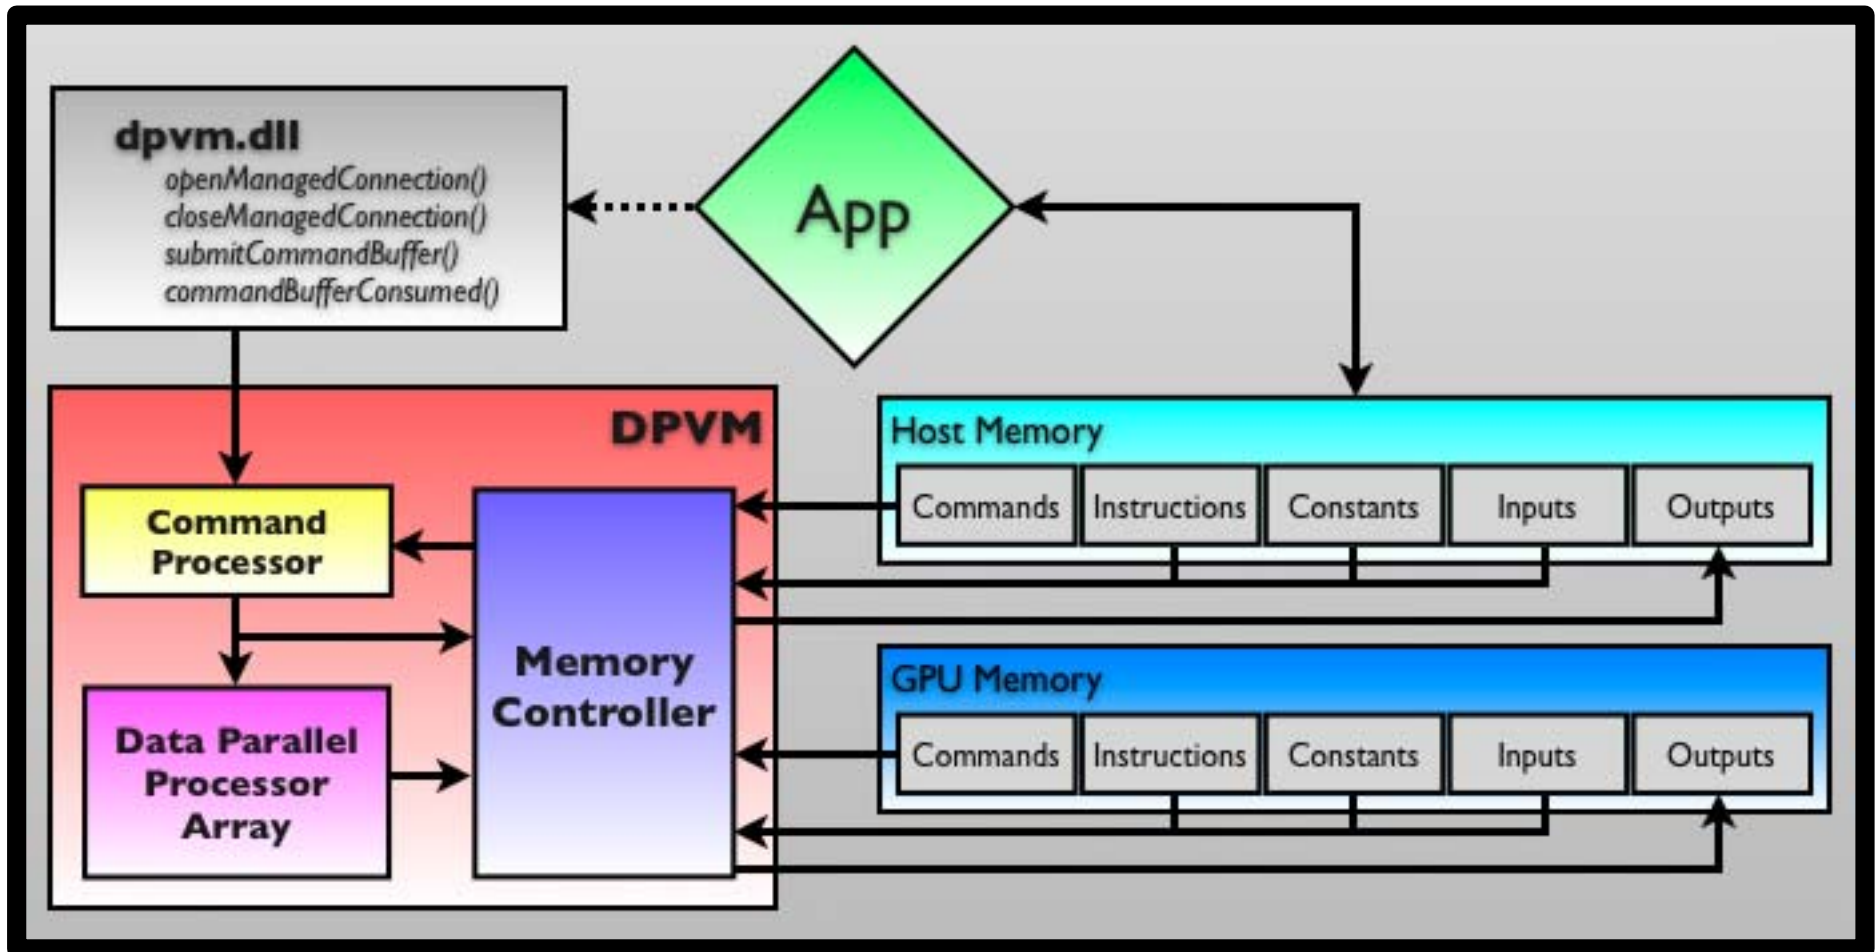 dpvm.dll
openManagedConnection()
closeManagedConnection()
submitCommandBuffer()
commandBufferConsumed()
App
DPVM
Command
Processor
Memory
Controller
Data Parallel
Processor
Array
Host Memory
Commands Instructions Constants Inputs Outputs
GPU Memory
Commands Instructions Constants Inputs Outputs